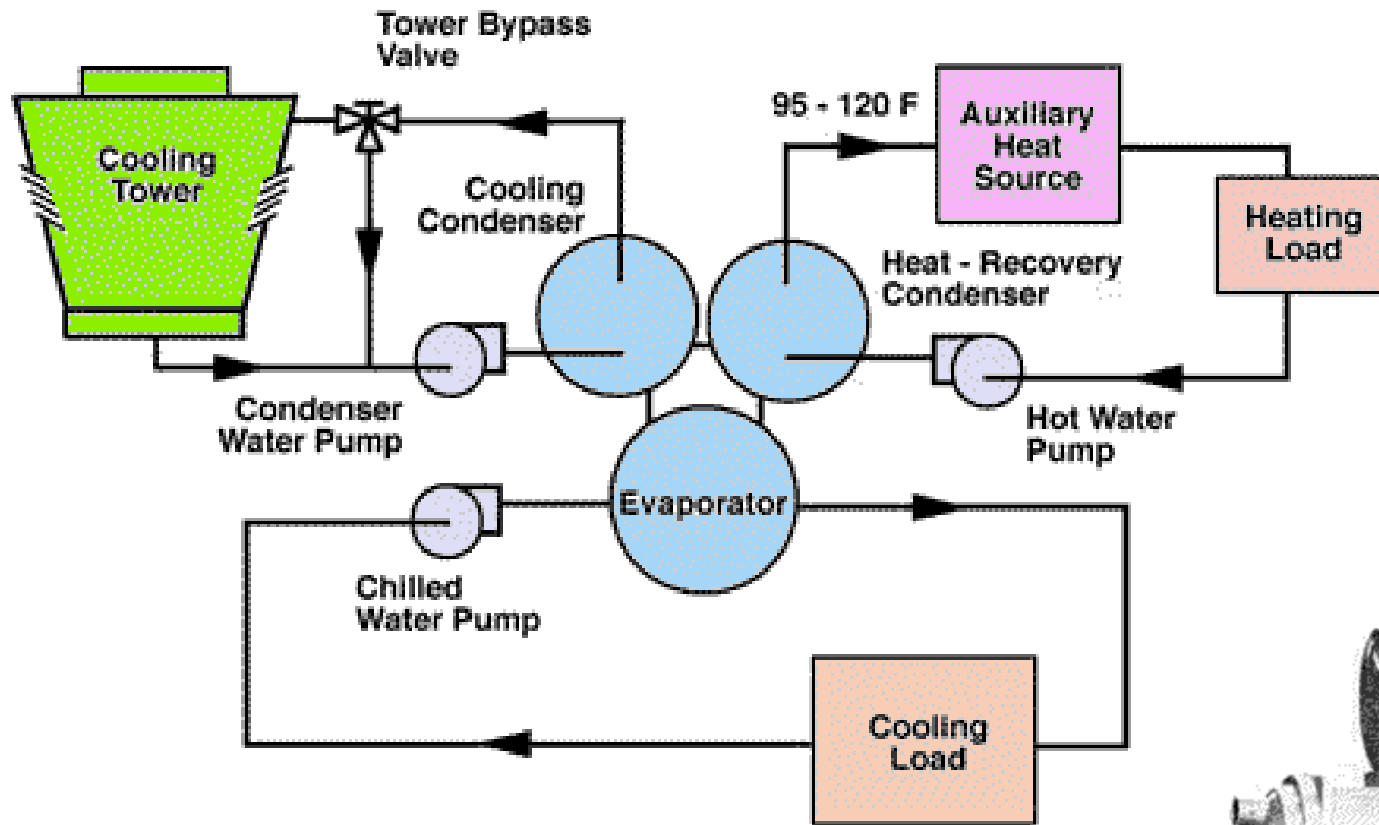 Tower Bypass
Valve
95 - 120 F
Auxiliary
Heat
Source
Cooling
Tower
Cooling
Condenser
Heating
Load
Heat - Recovery
Condenser
Condenser
Water Pump
Hot Water
Pump
Evaporator
Chilled
Water Pump
Cooling
Load